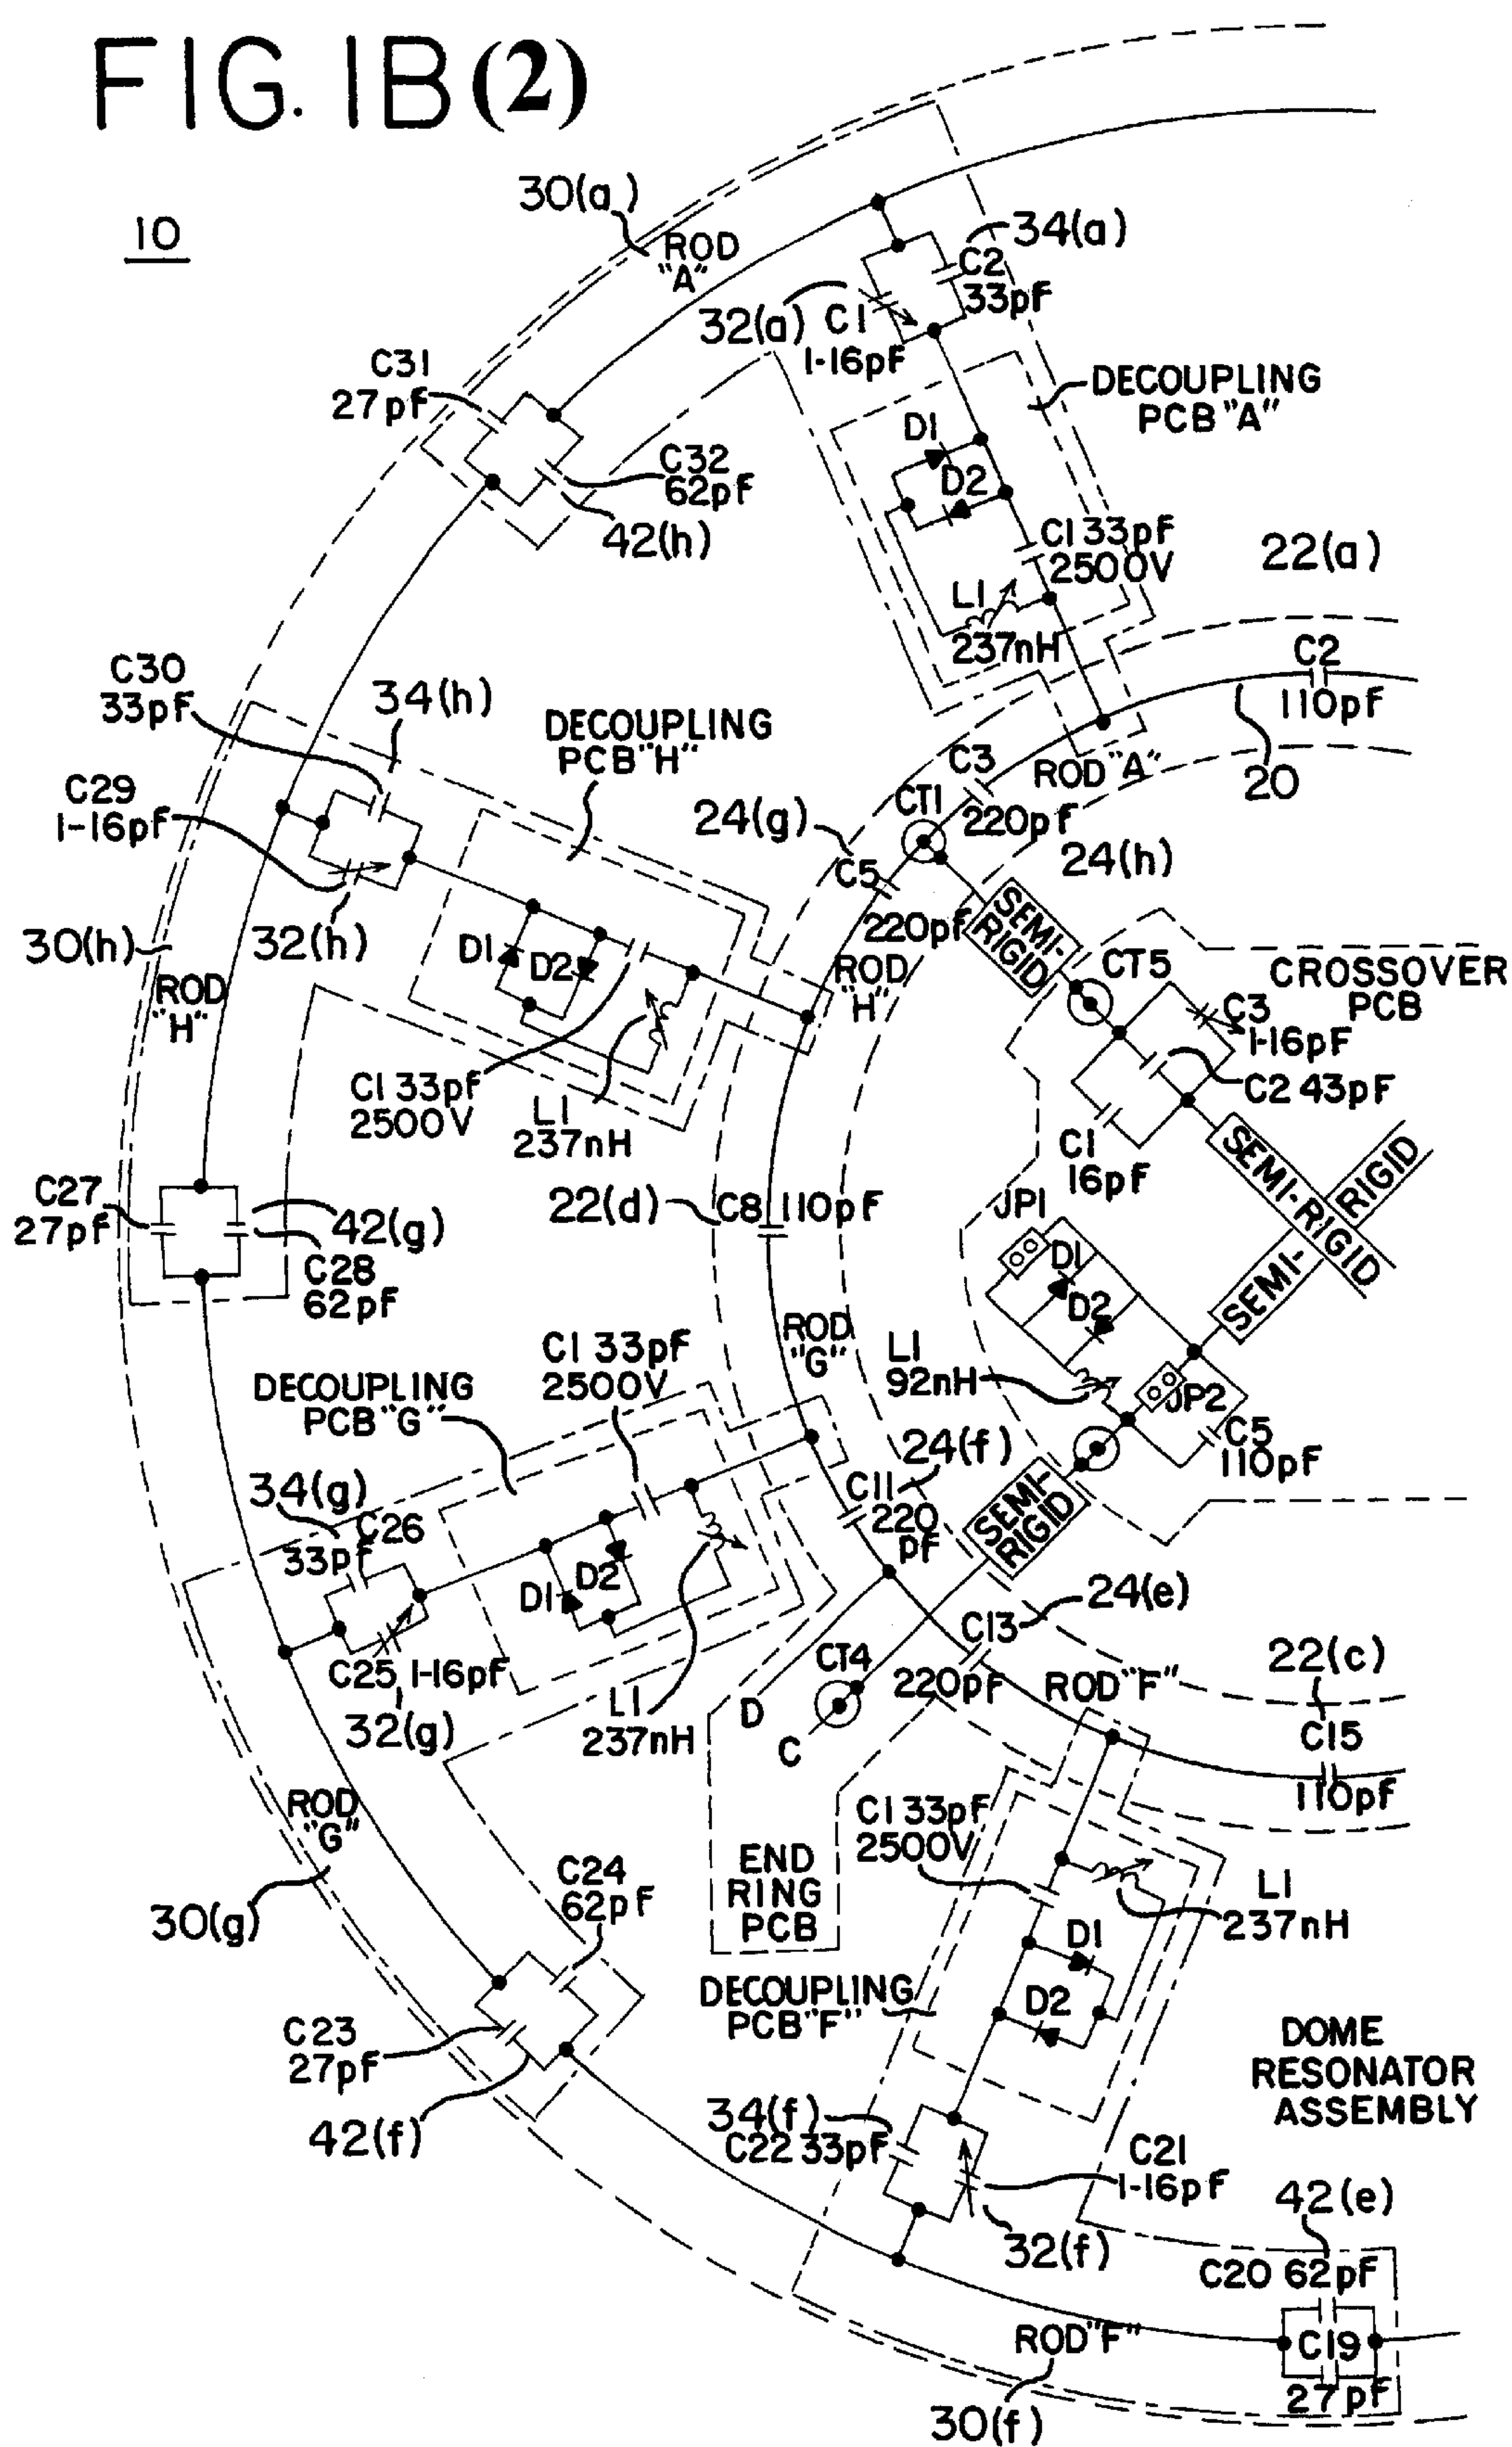 FIG. 1B (2)
10
30(a)
ROD
"A"
34(a)
C2
33pf
32(a)
C1
1-16pF
C31
27pf
DECOUPLING
PCB "A"
D1
D2
C32
62pf
42(h)
C1 33pF
2500V
22(a)
L1
237nH
C2
110pf
C30
33pf
34(h)
DECOUPLING
PCB "H"
C3
220pf
ROD "A"
20
C29
1-16pF
24(g)
CT1
C5
220pf
24(h)
SEMI-
RIGID
30(h)
32(h)
D1
D2
ROD
"H"
CT5
CROSSOVER
PCB
ROD
"H"
C3
1-16pF
C2 43pF
C1 33pf
2500V
L1
237nH
C1
16pf
SEMI-RIGID
RIGID
C27
27pf
42(g)
C28
62pf
22(d)
C8 110pF
JP1
D1
D2
SEMI-
C1 33pf
2500V
ROD
"G"
L1
92nH
DECOUPLING
PCB "G"
JP2
C5
110pF
24(f)
C11
220
pf
34(g)
C26
33pf
SEMI-
RIGID
D1
D2
24(e)
C13
220pf
CT4
C25 1-16pf
32(g)
L1
237nH
D
C
ROD "F"
22(c)
C15
110pf
ROD
"G"
C1 33pf
2500V
END
RING
PCB
C24
62pf
L1
237nH
30(g)
D1
D2
DECOUPLING
PCB "F"
C23
27pf
DOME
RESONATOR
ASSEMBLY
42(f)
34(f)
C22 33pf
C21
1-16pf
32(f)
42(e)
C20 62pf
C19
27pf
ROD "F"
30(f)